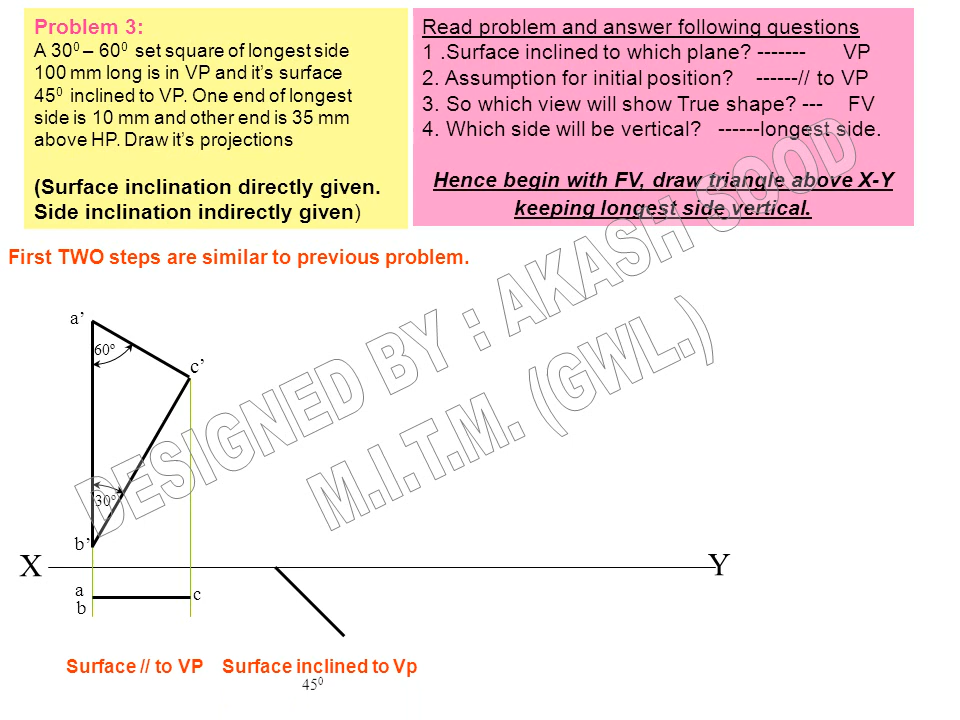 Problem 3:
A 30⁰ – 60⁰ set square of longest side
100 mm long is in VP and it’s surface
45⁰ inclined to VP. One end of longest
side is 10 mm and other end is 35 mm
above HP. Draw it’s projections
(Surface inclination directly given.
Side inclination indirectly given)
Read problem and answer following questions
1 .Surface inclined to which plane? ------- VP
2. Assumption for initial position? ------// to VP
3. So which view will show True shape? --- FV
4. Which side will be vertical? ------longest side.
Hence begin with FV, draw triangle above X-Y
keeping longest side vertical.
First TWO steps are similar to previous problem.
DESIGNED BY : AKASH SOOD
M.I.T.M. (GWL.)
a’
60º
c’
30º
b’
X
Y
a
b
c
Surface // to VP
Surface inclined to Vp
45⁰